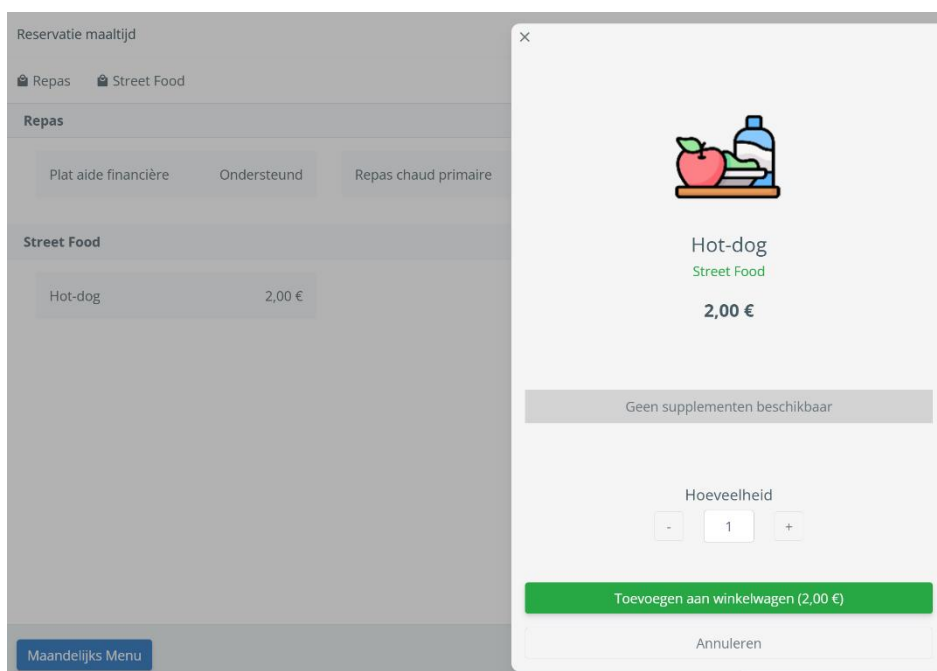 Reservatie maaltijd
Repas Street Food
Repas
Plat aide financière Ondersteund Repas chaud primaire
Street Food
Hot-dog 2,00 €
Maandelijks Menu
×
Hot-dog
Street Food
2,00 €
Geen supplementen beschikbaar
Hoeveelheid
- 1 +
Toevoegen aan winkelwagen (2,00 €)
Annuleren